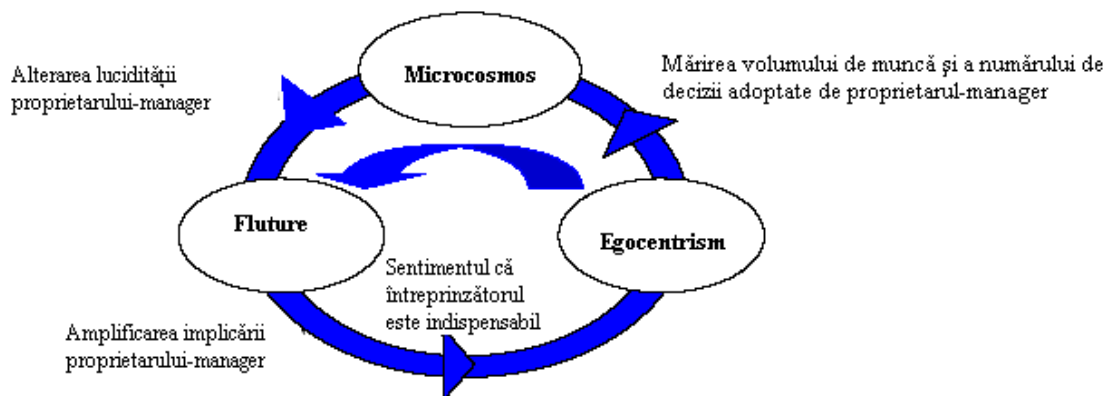 Microcosmos
Alterarea lucidității
proprietarului-manager
Mărirea volumului de muncă și a numărului de
decizii adoptate de proprietarul-manager
Fluture
Egocentrism
Sentimentul că
întreprinzătorul
este indispensabil
Amplificarea implicării
proprietarului-manager